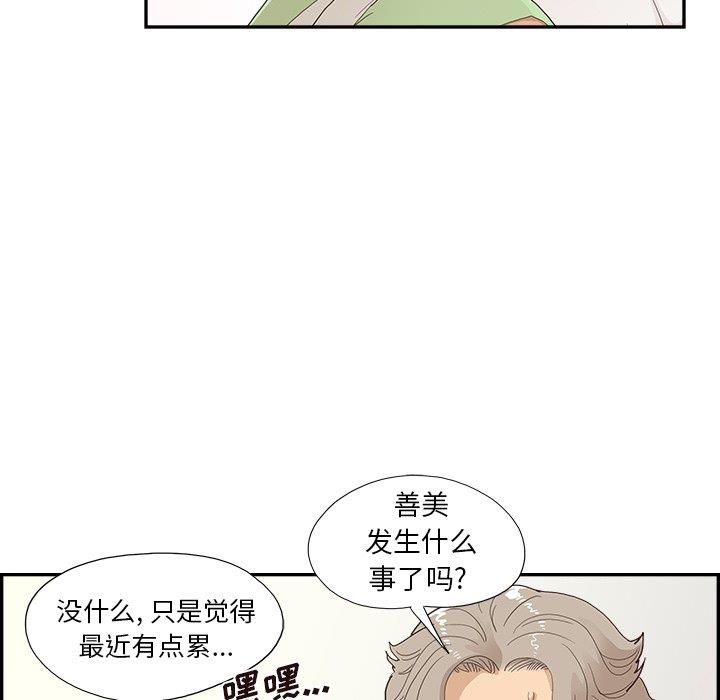 善美
发生什么
事了吗?
没什么, 只是觉得
最近有点累...
嘿嘿...